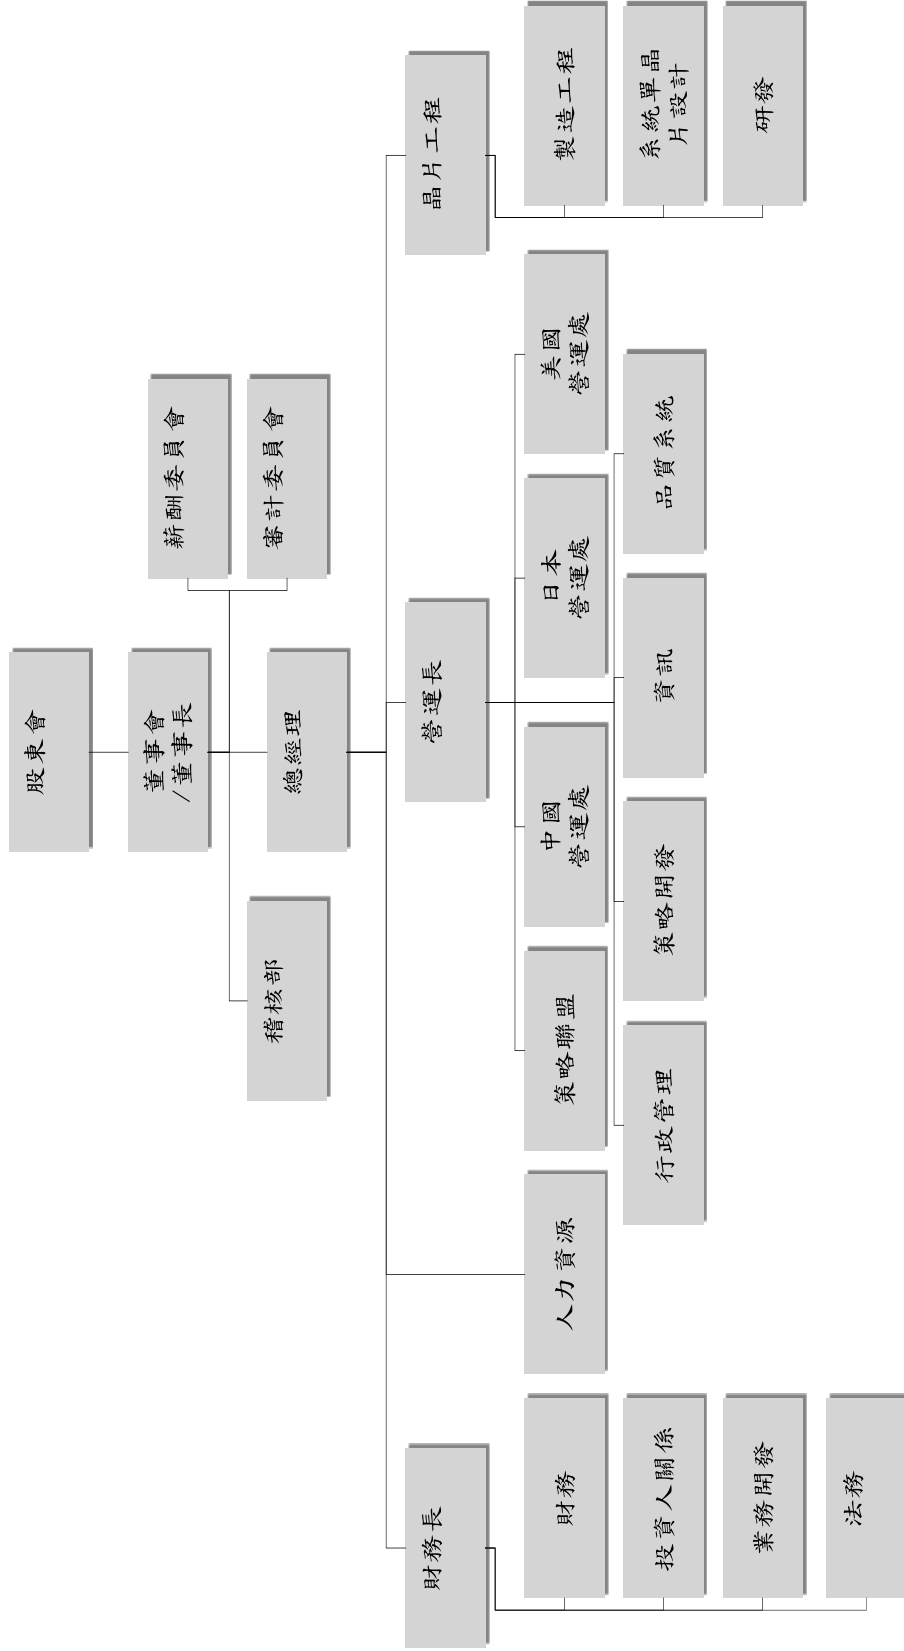 股東會
董事會
/董事長
薪酬委員會
審計委員會
稽核部
總經理
財務長
營運長
晶片工程
財務
投資人關係
業務開發
法務
人力資源
策略聯盟
中國
營運處
日本
營運處
美國
營運處
行政管理
策略開發
資訊
品質系統
製造工程
系統單晶
片設計
研發